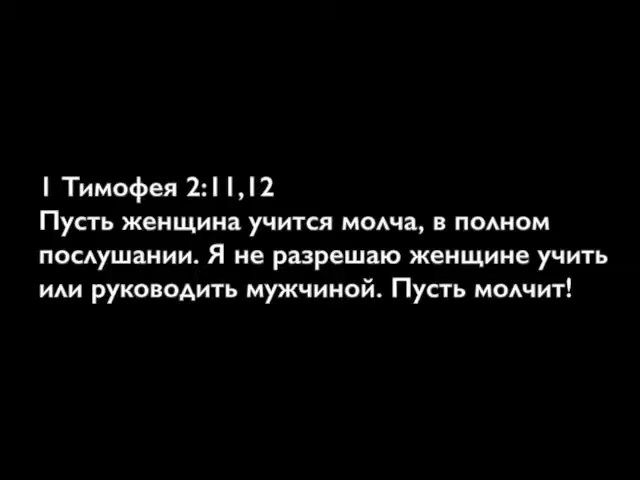 1 Тимофея 2:11,12
Пусть женщина учится молча, в полном
послушании. Я не разрешаю женщине учить
или руководить мужчиной. Пусть молчит!